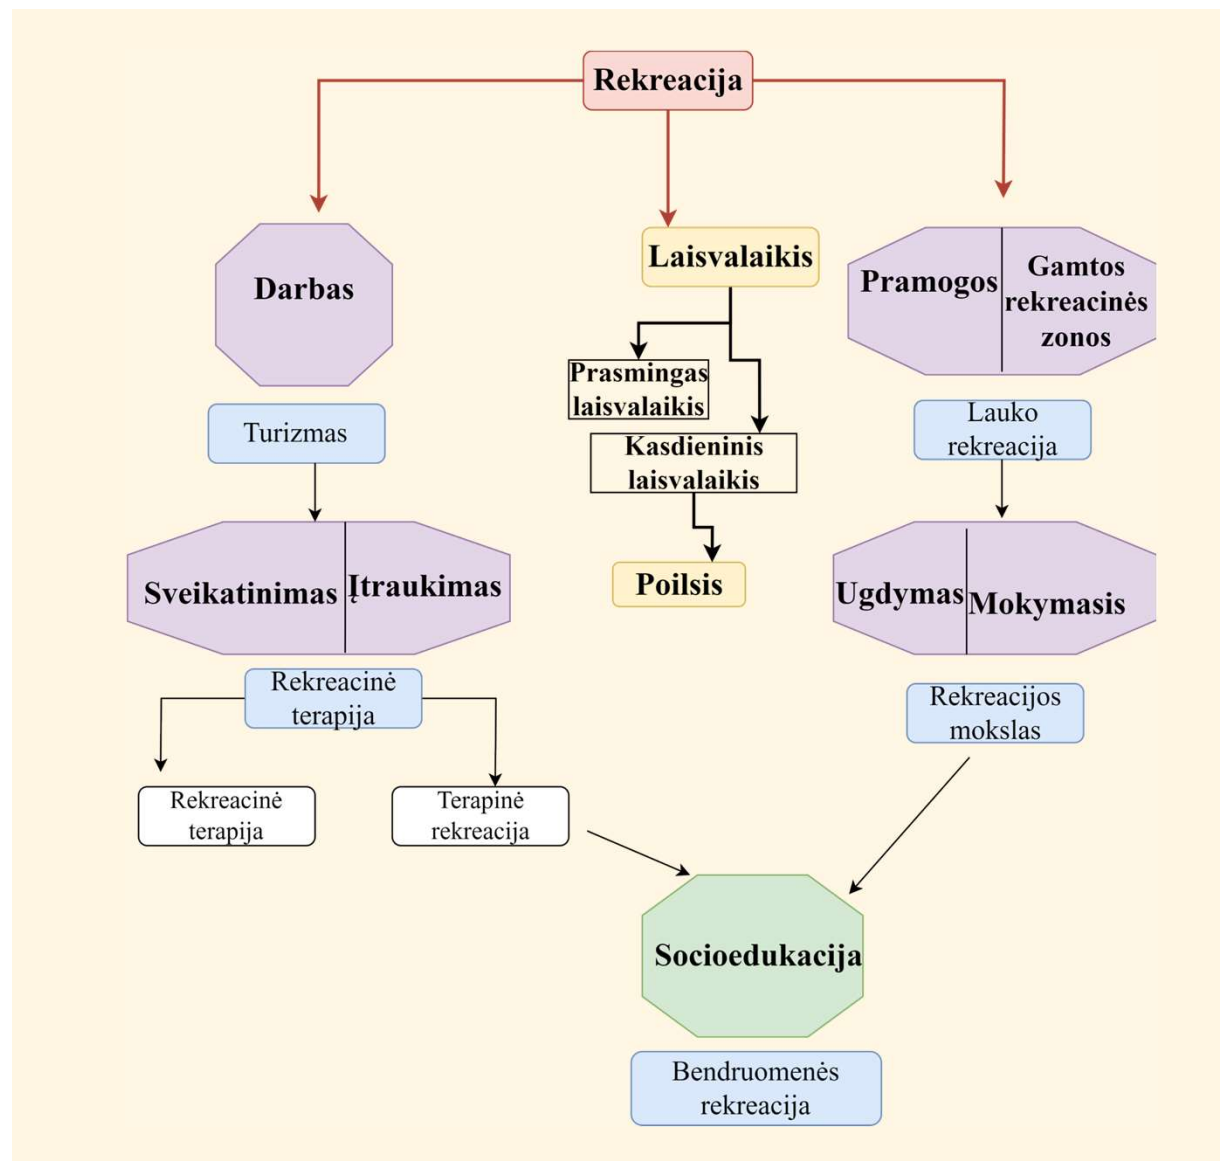 Rekreacija
Darbas
Laisvalaikis
Pramogos
Gamtos
rekreacinės
zonos
Prasmingas
laisvalaikis
Kasdieninis
laisvalaikis
Poilsis
Turizmas
Lauko
rekreacija
Sveikatinimas
Įtraukimas
Ugdymas
Mokymasis
Rekreacinė
terapija
Rekreacijos
mokslas
Rekreacinė
terapija
Terapinė
rekreacija
Socioedukacija
Bendruomenės
rekreacija